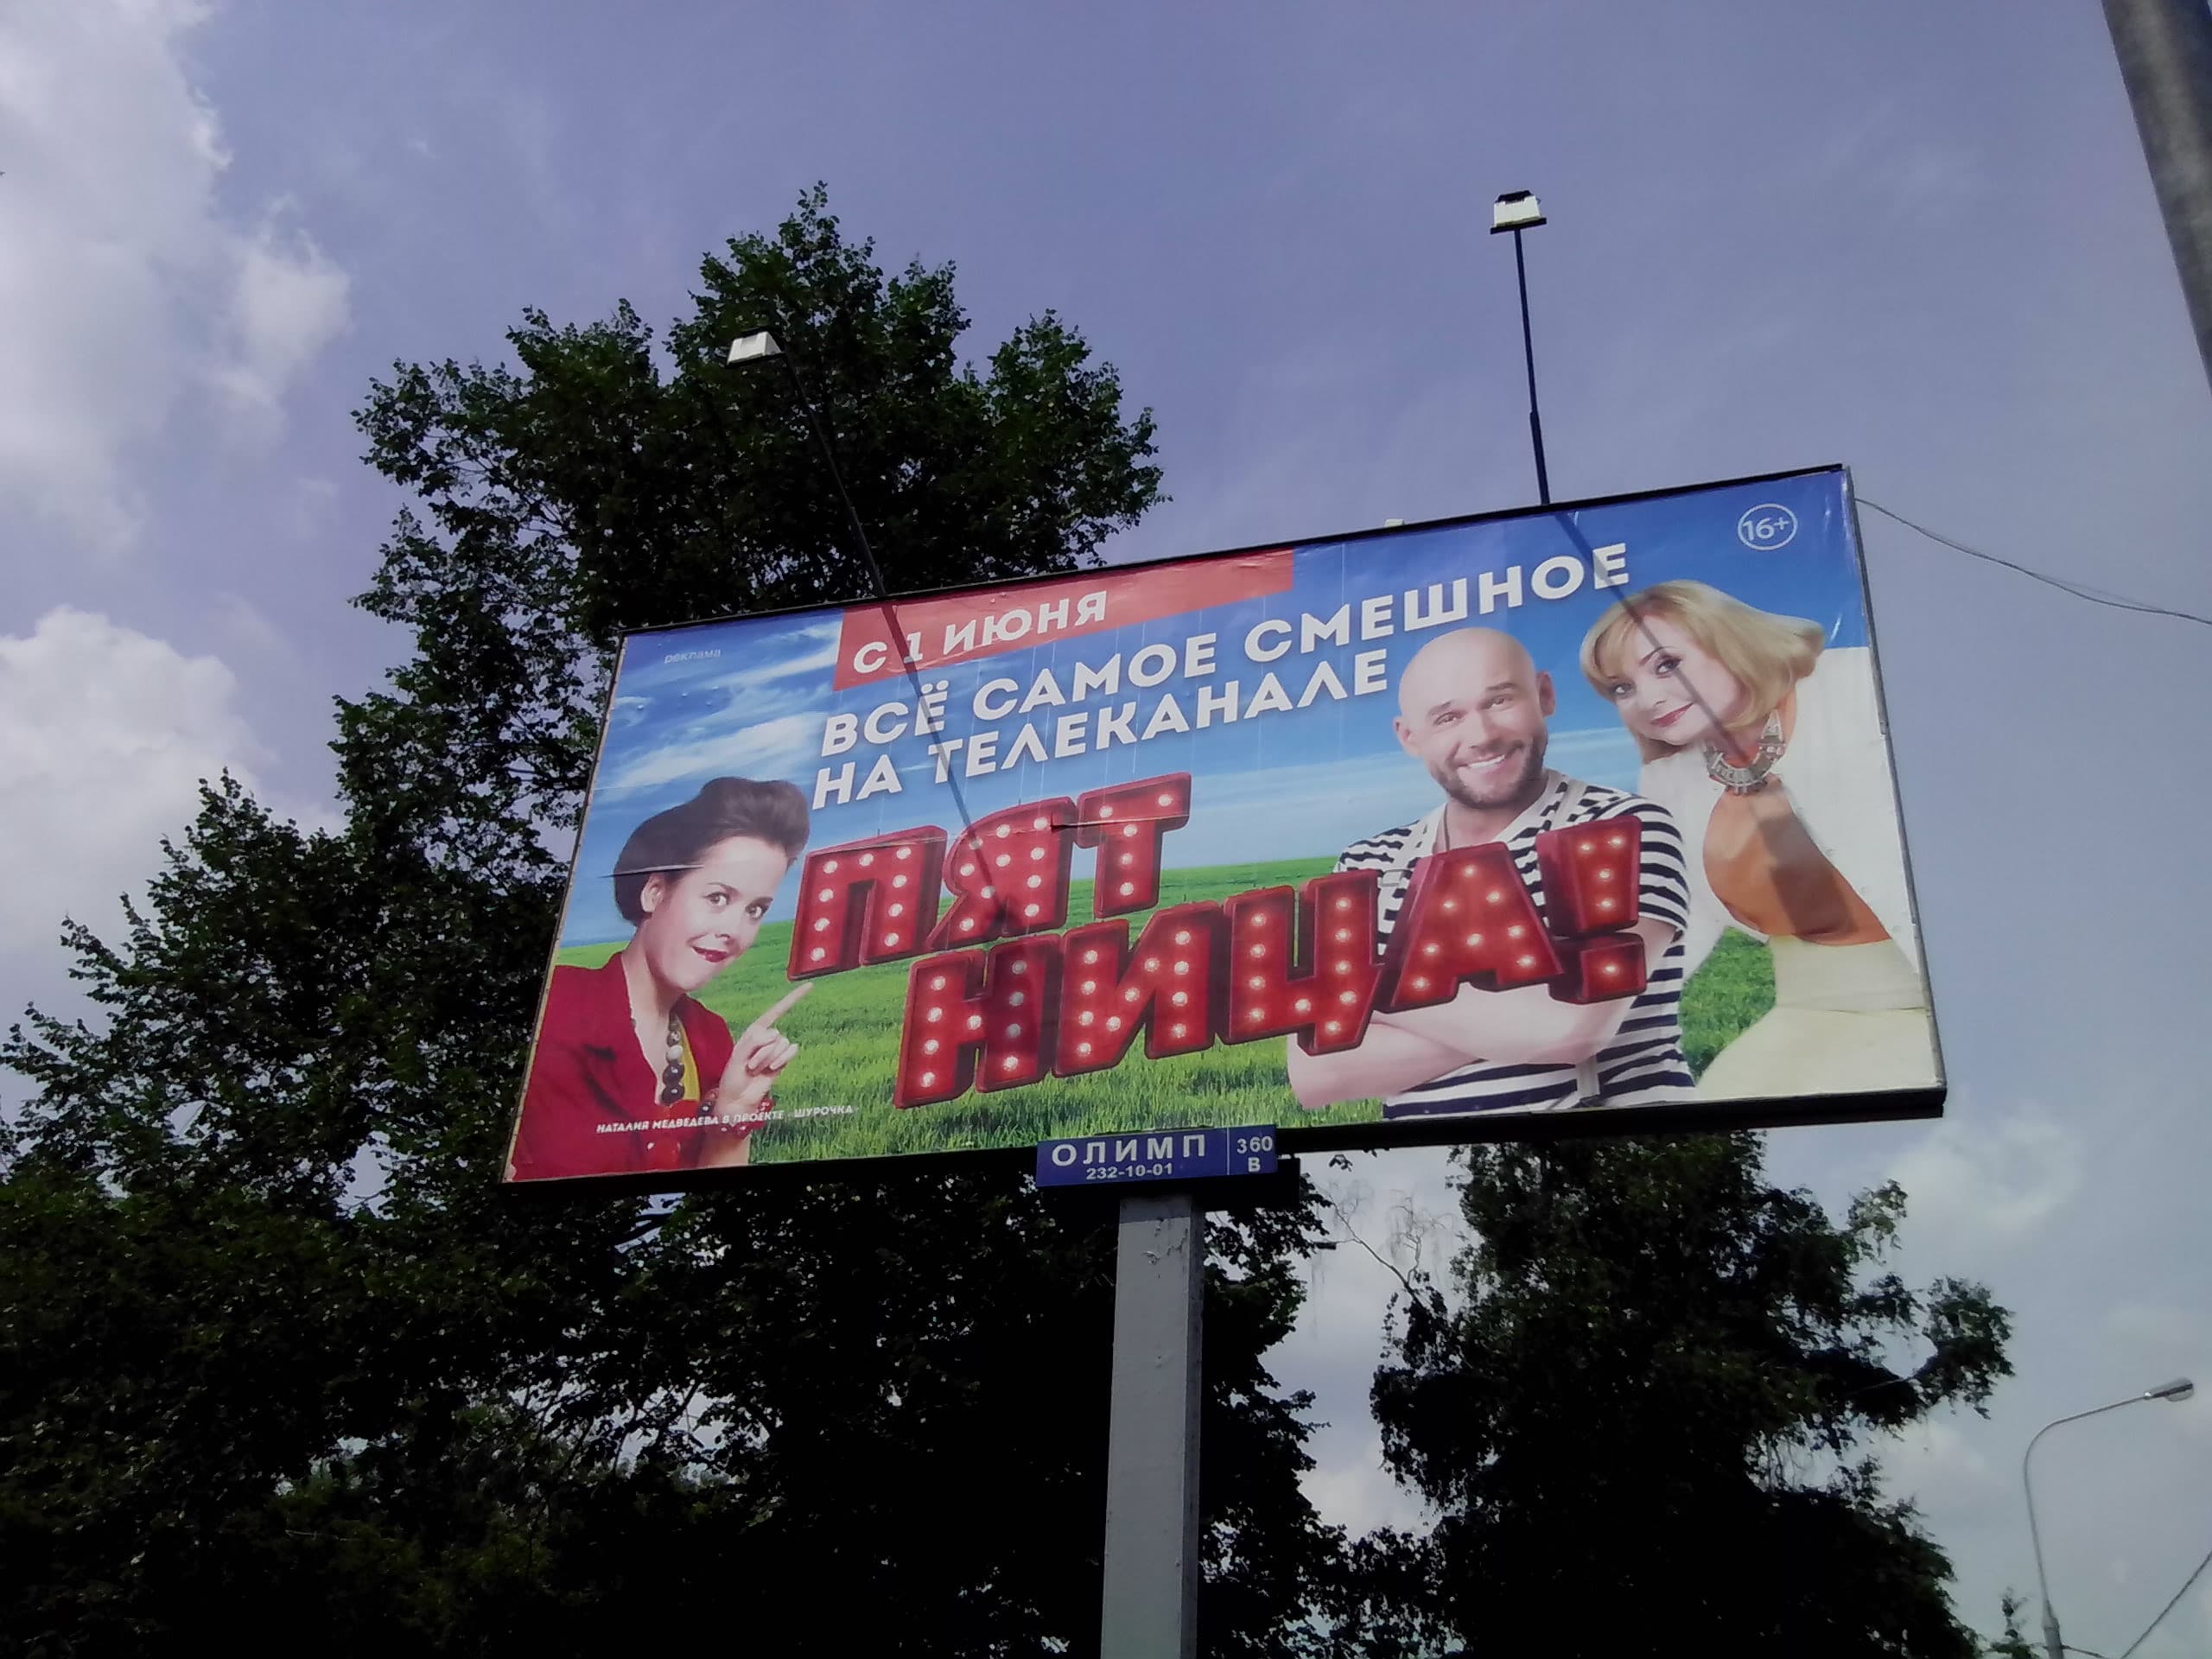 реклама
С 1 ИЮНЯ
16+
ВСЁ САМОЕ СМЕШНОЕ
НА ТЕЛЕКАНАЛЕ
ПЯТ
НИЦА!
НАТАЛИЯ МЕДВЕДЕВА В ПРОЕКТЕ "ШУРОЧКА"
ОЛИМП
232-10-01
360
В